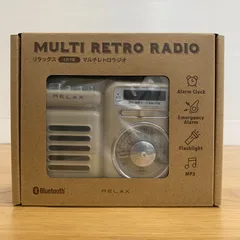 MULTI RETRO RADIO
リラックス マルチレトロラジオ
Alarm Clock
RELAX
Emergency Alarm
Flashlight
MP3
Bluetooth
RELAX